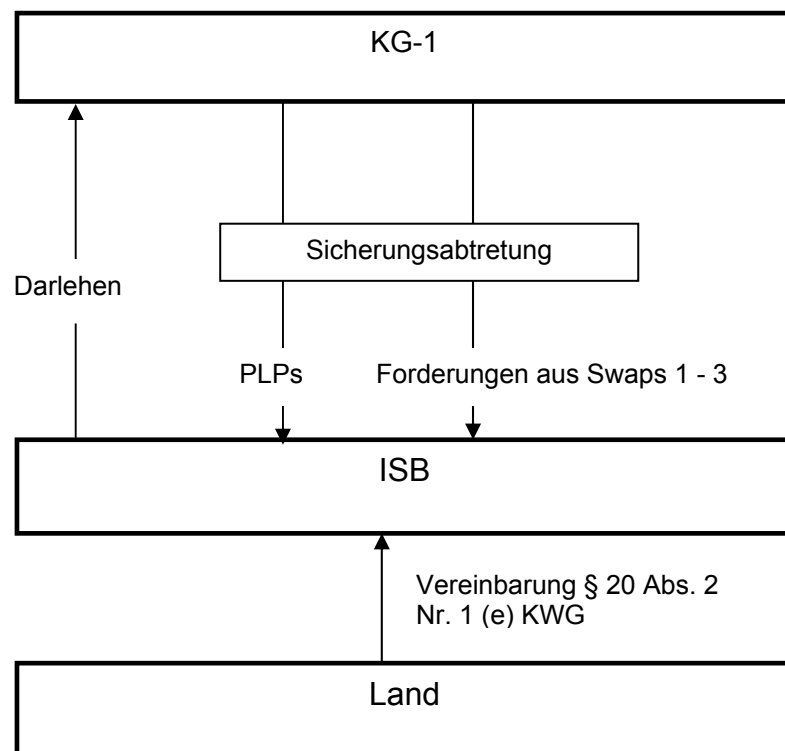 KG-1
Sicherungsabtretung
Darlehen
PLPs
Forderungen aus Swaps 1 - 3
ISB
Vereinbarung § 20 Abs. 2
Nr. 1 (e) KWG
Land